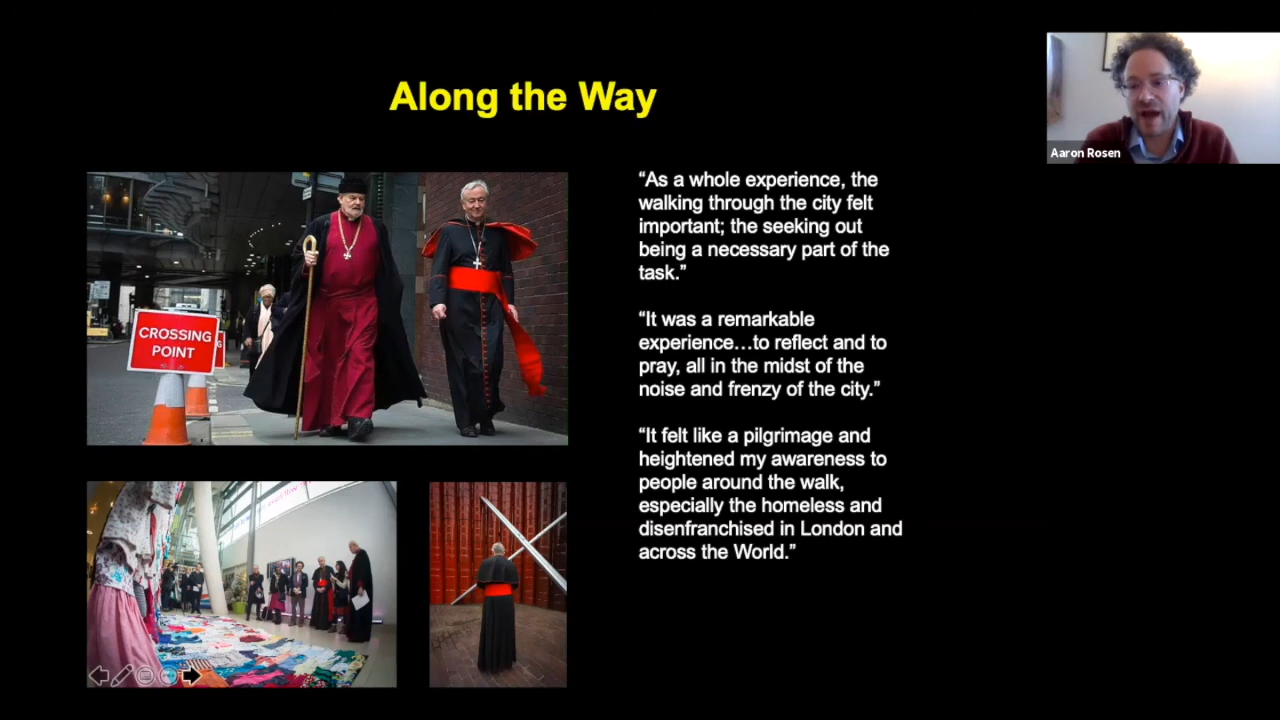 Along the Way
Aaron Rosen
CROSSING
POINT
“As a whole experience, the
walking through the city felt
important; the seeking out
being a necessary part of the
task.”
“It was a remarkable
experience…to reflect and to
pray, all in the midst of the
noise and frenzy of the city.”
“It felt like a pilgrimage and
heightened my awareness to
people around the walk,
especially the homeless and
disenfranchised in London and
across the World.”